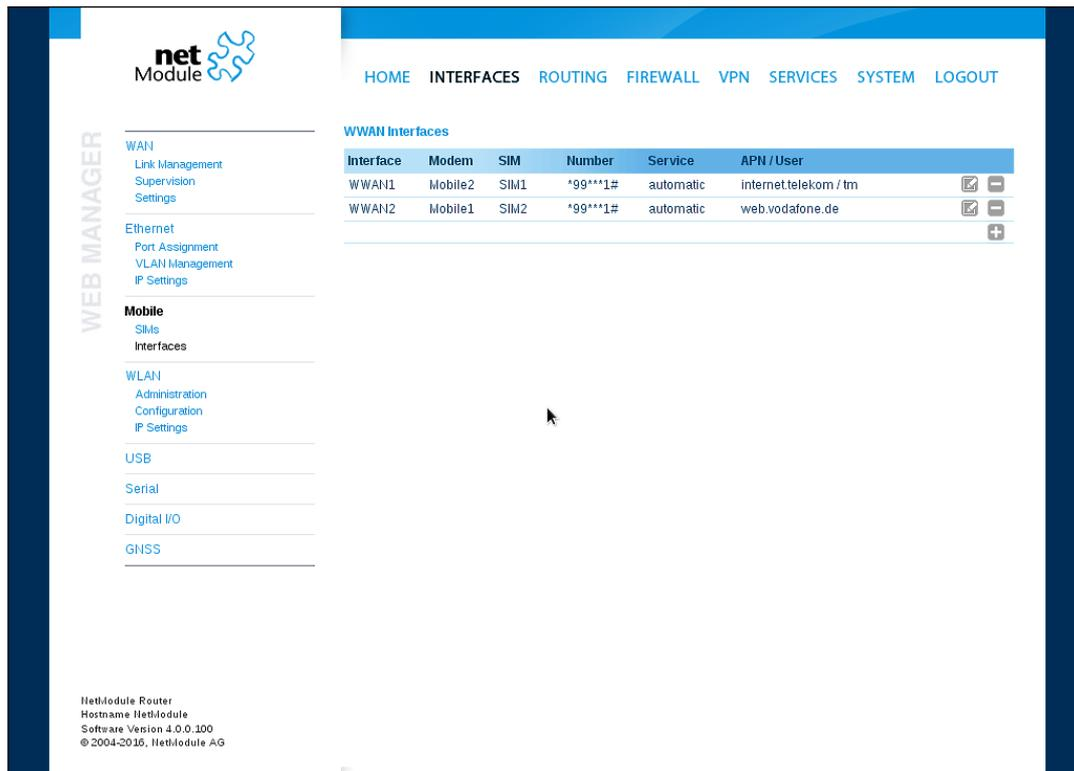 net
Module
HOME INTERFACES ROUTING FIREWALL VPN SERVICES SYSTEM LOGOUT
WEB MANAGER
WAN
Link Management
Supervision
Settings
Ethernet
Port Assignment
VLAN Management
IP Settings
Mobile
SIMs
Interfaces
WLAN
Administration
Configuration
IP Settings
USB
Serial
Digital I/O
GNSS
WWAN Interfaces
Interface Modem SIM Number Service APN / User
WWAN1 Mobile2 SIM1 *99***1# automatic internet.telekom / tm
WWAN2 Mobile1 SIM2 *99***1# automatic web.vodafone.de
NetModule Router
Hostname NetModule
Software Version 4.0.0.100
© 2004-2016, NetModule AG